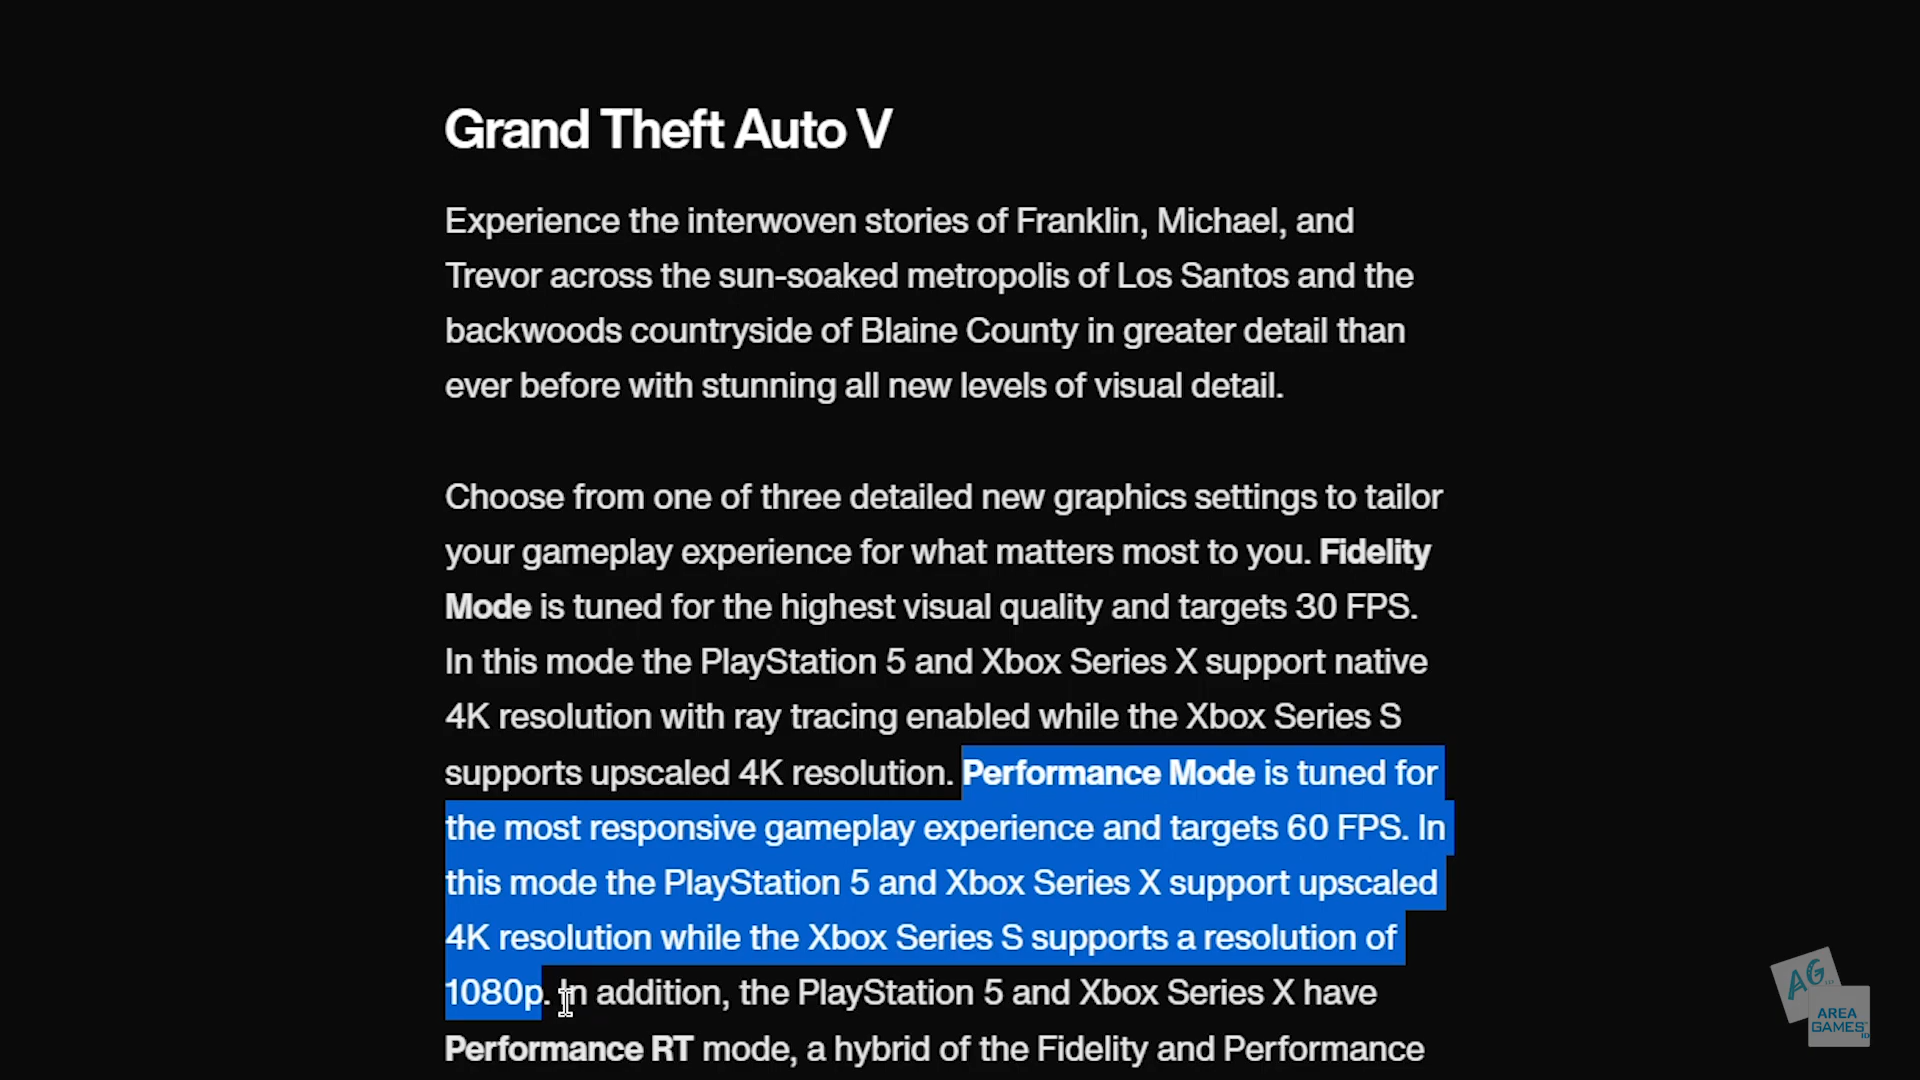 Grand Theft Auto V
Experience the interwoven stories of Franklin, Michael, and
Trevor across the sun-soaked metropolis of Los Santos and the
backwoods countryside of Blaine County in greater detail than
ever before with stunning all new levels of visual detail.
Choose from one of three detailed new graphics settings to tailor
your gameplay experience for what matters most to you. Fidelity
Mode is tuned for the highest visual quality and targets 30 FPS.
In this mode the PlayStation 5 and Xbox Series X support native
4K resolution with ray tracing enabled while the Xbox Series S
supports upscaled 4K resolution. Performance Mode is tuned for
the most responsive gameplay experience and targets 60 FPS. In
this mode the PlayStation 5 and Xbox Series X support upscaled
4K resolution while the Xbox Series S supports a resolution of
1080p. In addition, the PlayStation 5 and Xbox Series X have
Performance RT mode, a hybrid of the Fidelity and Performance
AG ID
AREA
GAMES
ID